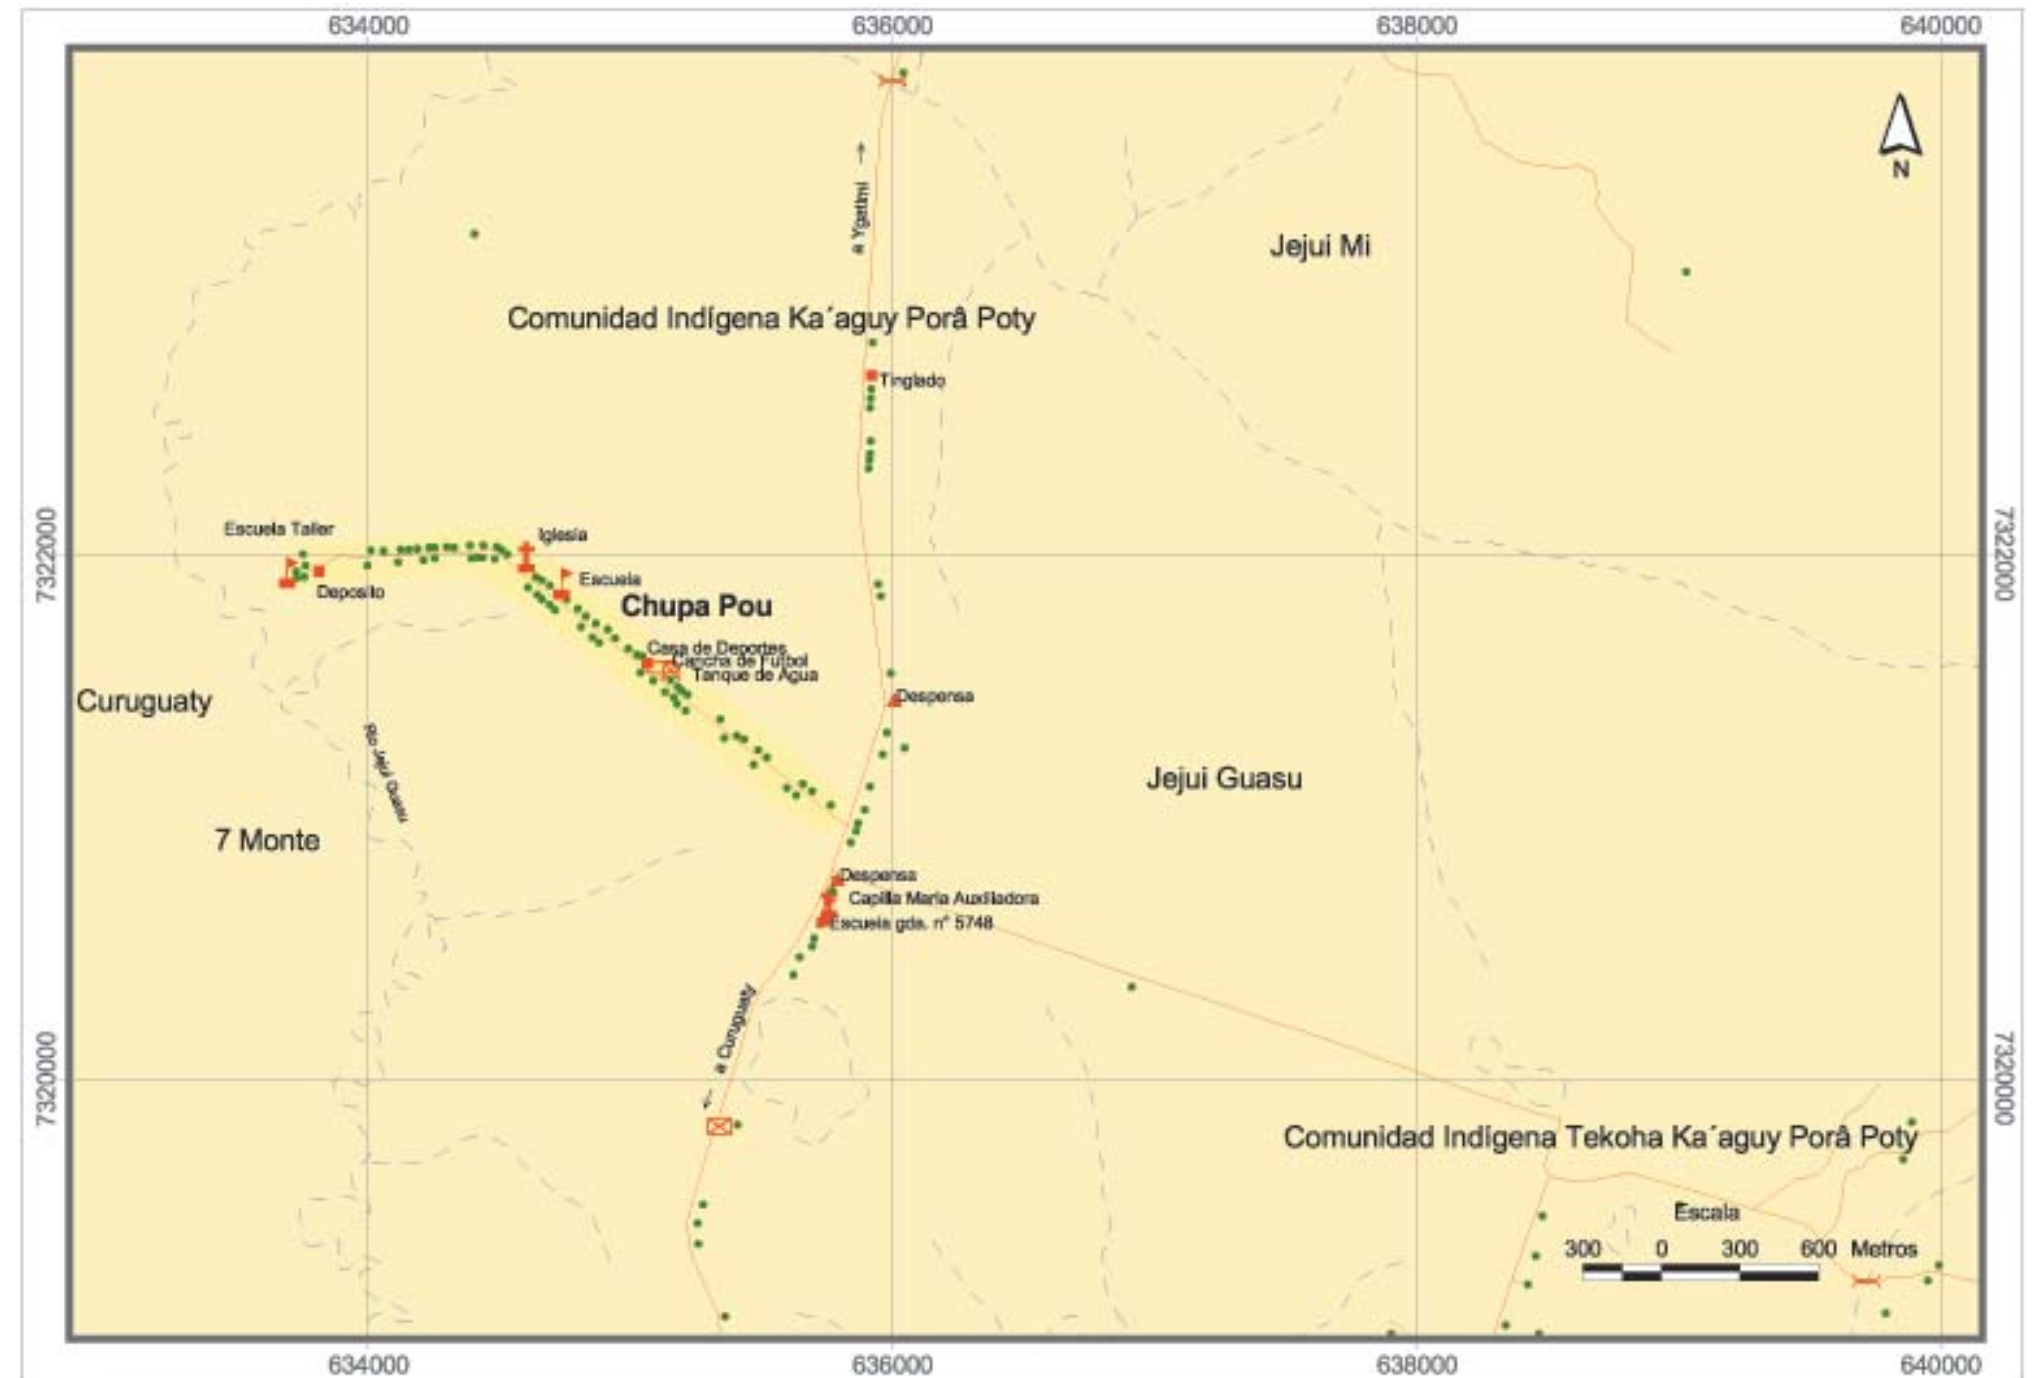 634000 636000 638000 640000
N
a Ygatimi
Jejui Mi
Comunidad Indígena Ka´aguy Porâ Poty
Tinglado
7322000
7322000
Escuela Taller
Iglesia
Deposito
Escuela
Chupa Pou
Casa de Deportes
Cancha de Futbol
Tanque de Agua
Curuguaty
Despensa
Rio Jejui Guasu
Jejui Guasu
7 Monte
Despensa
Capilla Maria Auxiliadora
Escuela gda. n° 5748
a Curuguaty
7320000
7320000
Comunidad Indígena Tekoha Ka´aguy Porâ Poty
Escala
300 0 300 600 Metros
634000 636000 638000 640000